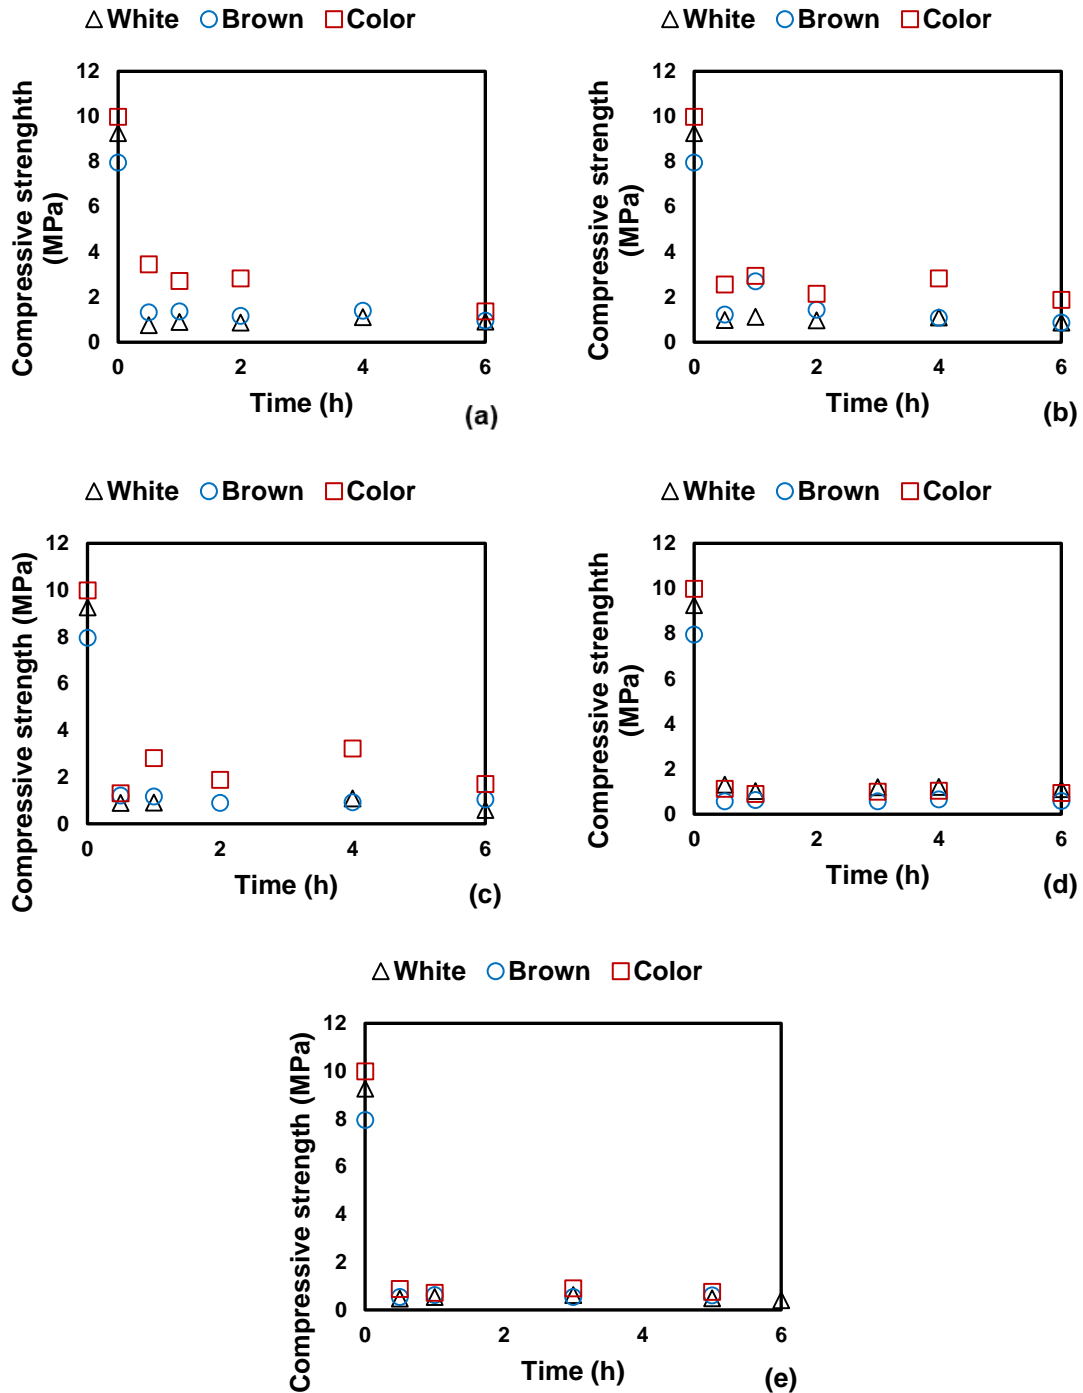 White Brown Color
Compressive strenghth
(MPa)
12
10
8
6
4
2
0
0 2 4 6
Time (h)
(a)
White Brown Color
Compressive strength
(MPa)
12
10
8
6
4
2
0
0 2 4 6
Time (h)
(b)
White Brown Color
Compressive strength (MPa)
12
10
8
6
4
2
0
0 2 4 6
Time (h)
(c)
White Brown Color
Compressive strenghth
(MPa)
12
10
8
6
4
2
0
0 2 4 6
Time (h)
(d)
White Brown Color
Compressive strength (MPa)
12
10
8
6
4
2
0
0 2 4 6
Time (h)
(e)